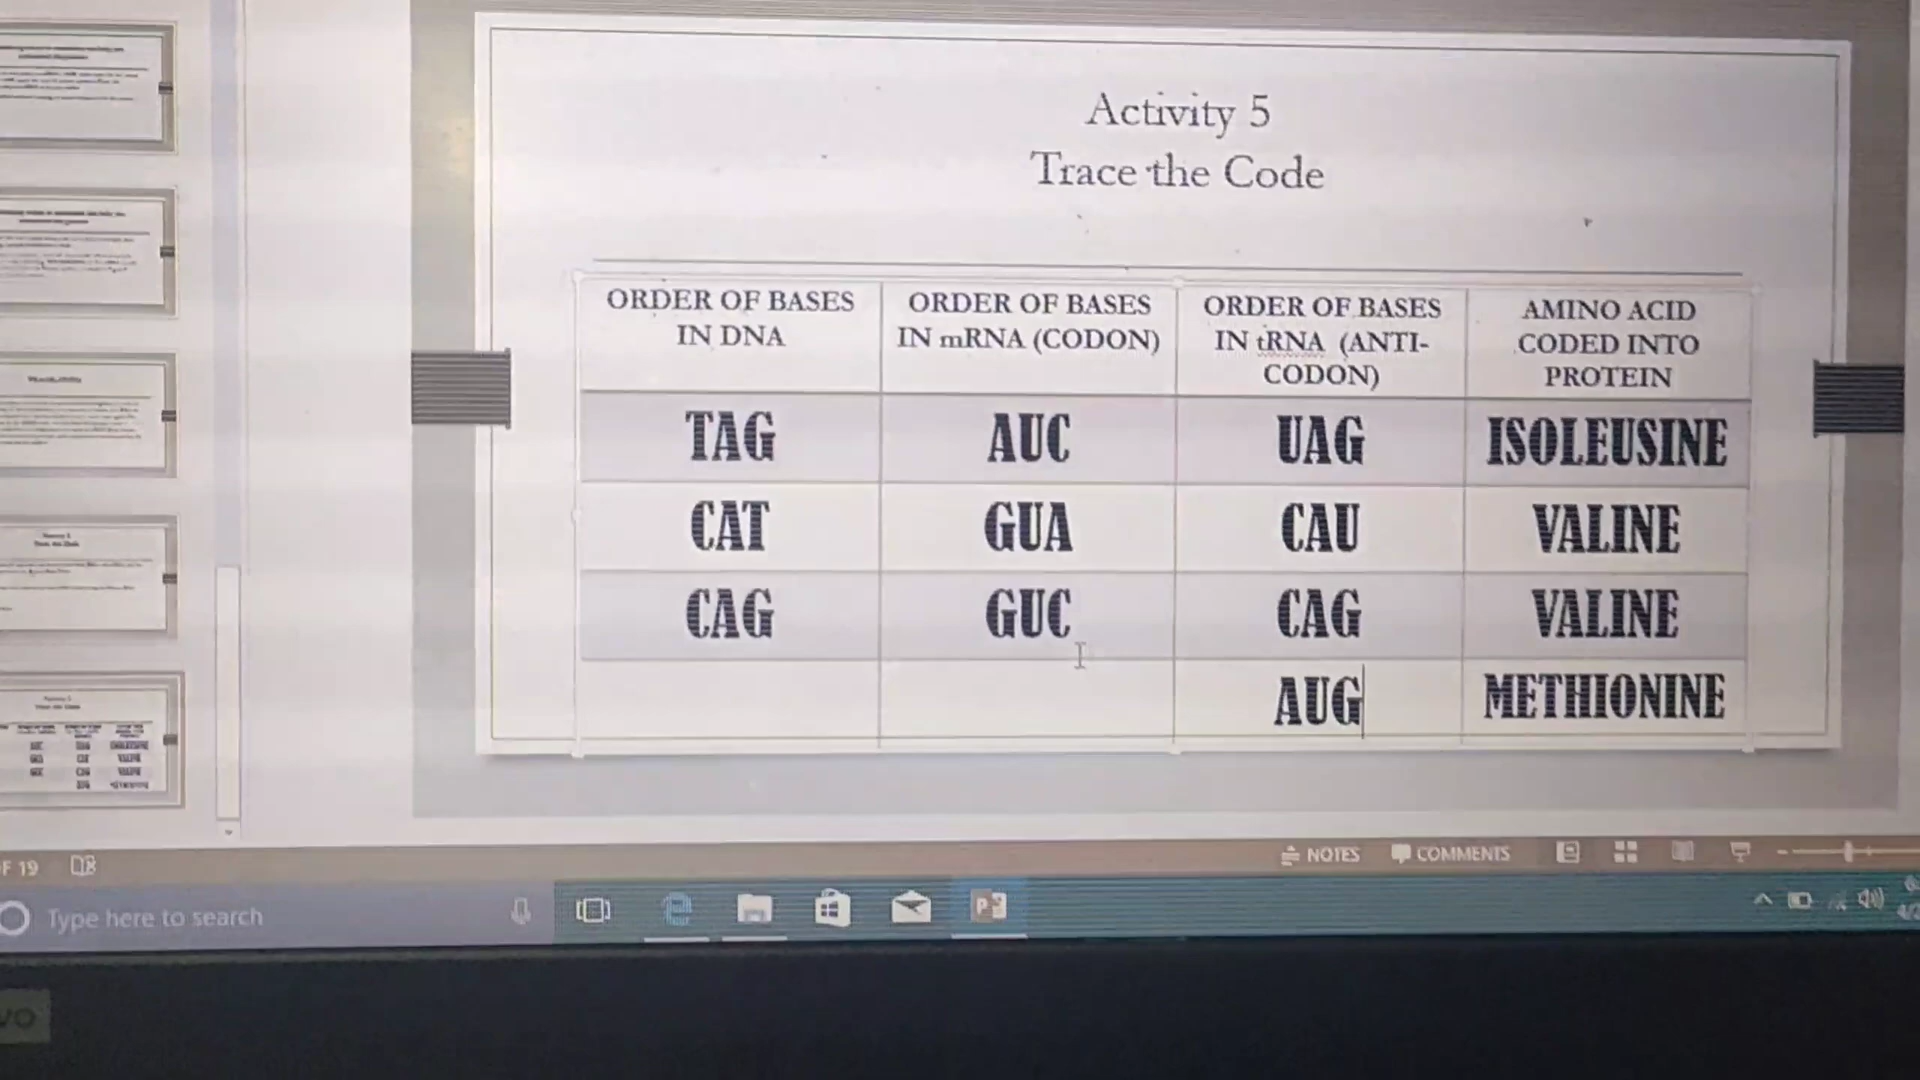 Activity 5
Trace the Code
ORDER OF BASES IN DNA
ORDER OF BASES IN mRNA (CODON)
ORDER OF BASES IN tRNA (ANTI-CODON)
AMINO ACID CODED INTO PROTEIN
TAG AUC UAG ISOLEUSINE
CAT GUA CAU VALINE
CAG GUC CAG VALINE
AUG METHIONINE
F 19
NOTES COMMENTS
Type here to search